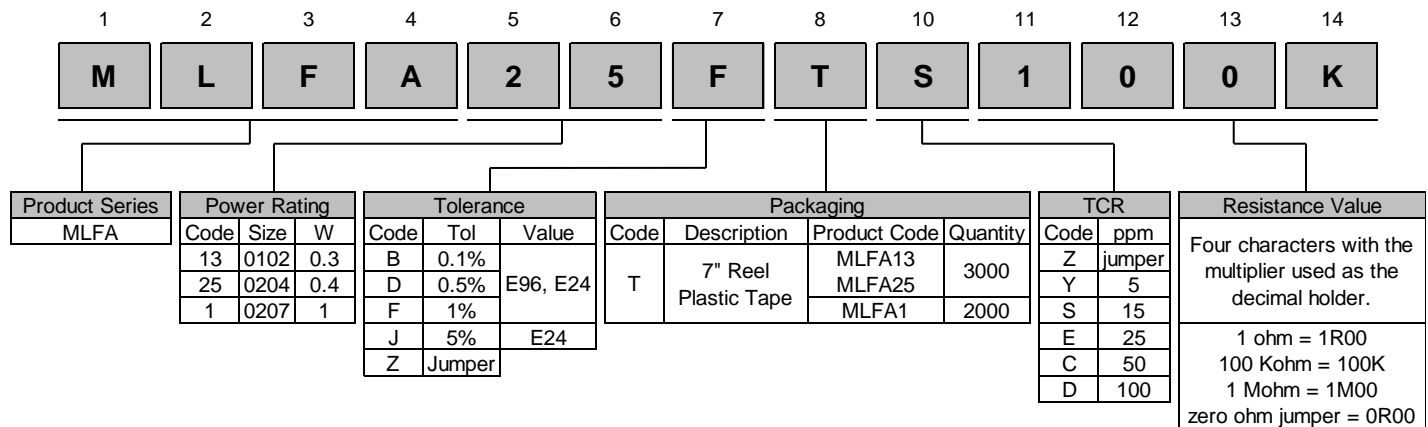 1 2 3 4 5 6 7 8 10 11 12 13 14
M L F A 2 5 F T S 1 0 0 K
Product Series
MLFA
Power Rating
Code Size W
13 0102 0.3
25 0204 0.4
1 0207 1
Tolerance
Code Tol Value
B 0.1%
D 0.5% E96, E24
F 1%
J 5% E24
Z Jumper
Packaging
Code Description Product Code Quantity
T 7" Reel Plastic Tape MLFA13 MLFA25 3000
MLFA1 2000
TCR
Code ppm
Z jumper
Y 5
S 15
E 25
C 50
D 100
Resistance Value
Four characters with the
multiplier used as the
decimal holder.
1 ohm = 1R00
100 Kohm = 100K
1 Mohm = 1M00
zero ohm jumper = 0R00